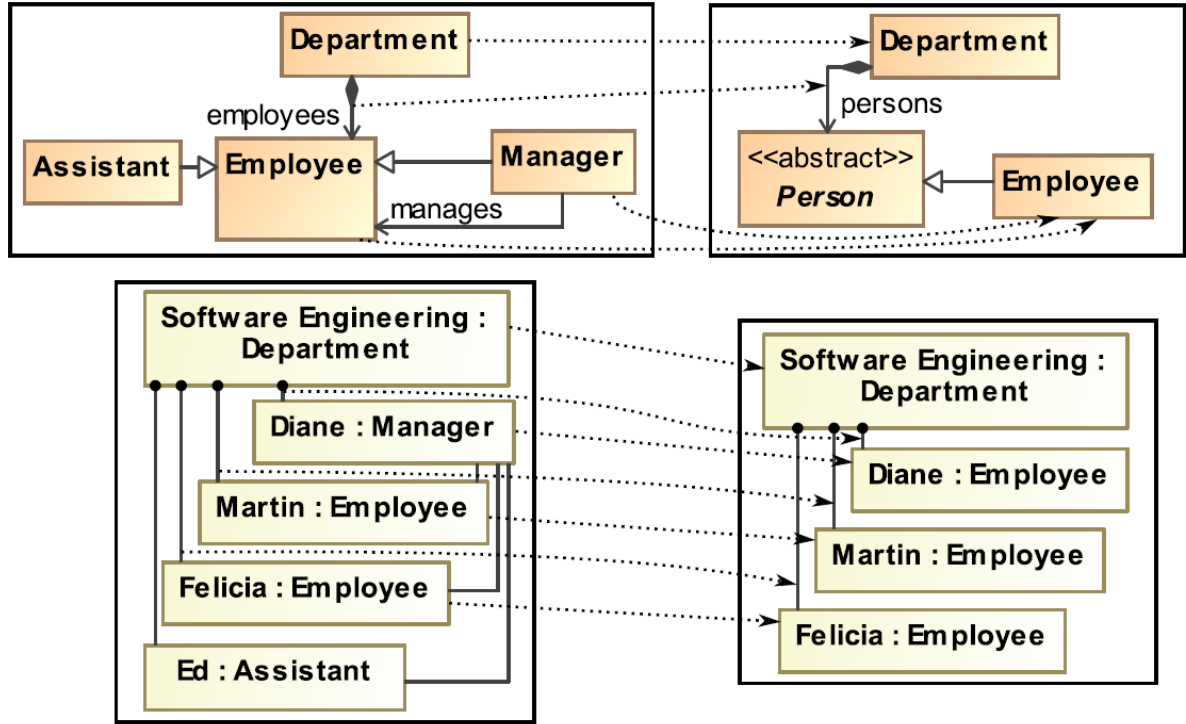 Department
employees
Assistant
Employee
Manager
manages
Department
persons
<<abstract>>
Person
Employee
Software Engineering :
Department
Diane : Manager
Martin : Employee
Felicia : Employee
Ed : Assistant
Software Engineering :
Department
Diane : Employee
Martin : Employee
Felicia : Employee